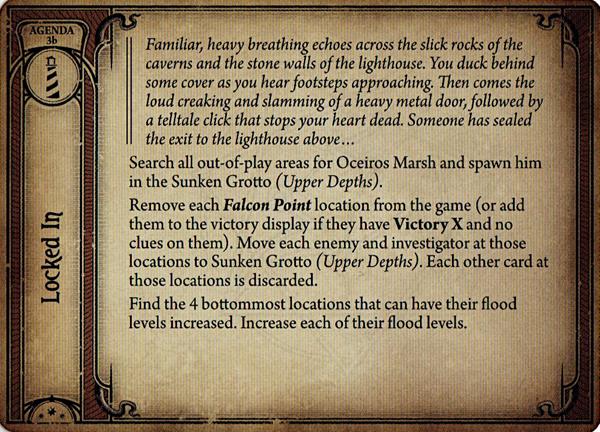 AGENDA
3b
Locked In
Familiar, heavy breathing echoes across the slick rocks of the
caverns and the stone walls of the lighthouse. You duck behind
some cover as you hear footsteps approaching. Then comes the
loud creaking and slamming of a heavy metal door, followed by
a telltale click that stops your heart dead. Someone has sealed
the exit to the lighthouse above…
Search all out-of-play areas for Oceiros Marsh and spawn him
in the Sunken Grotto (Upper Depths).
Remove each Falcon Point location from the game (or add
them to the victory display if they have Victory X and no
clues on them). Move each enemy and investigator at those
locations to Sunken Grotto (Upper Depths). Each other card at
those locations is discarded.
Find the 4 bottommost locations that can have their flood
levels increased. Increase each of their flood levels.